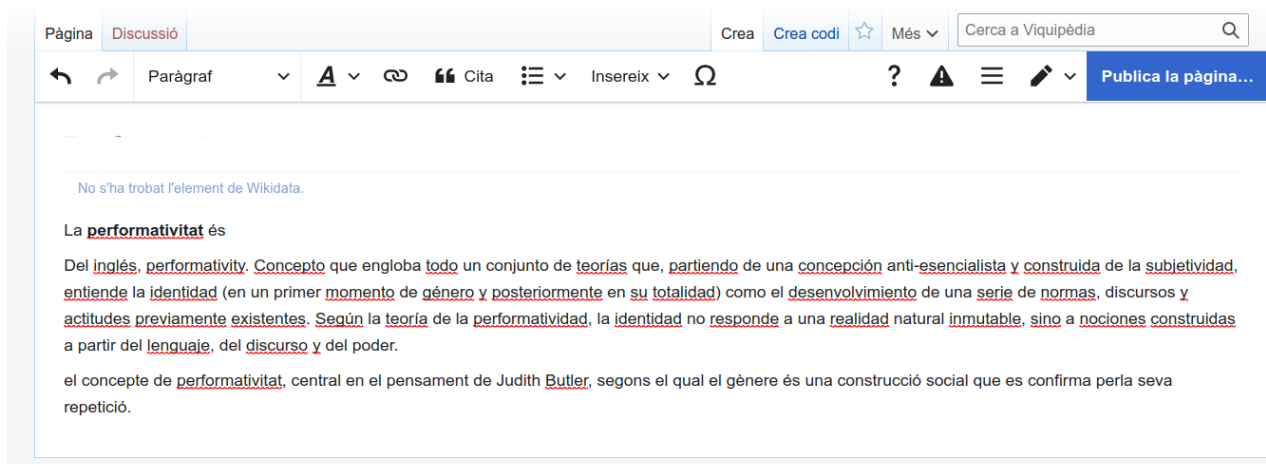 Pàgina Discussió Crea Crea codi Més Cerca a Viquipèdia
Paràgraf A Cita Insereix Ω ? Publica la pàgina...
No s'ha trobat l'element de Wikidata.
La performativitat és
Del inglés, performativity. Concepto que engloba todo un conjunto de teorías que, partiendo de una concepción anti-esencialista y construida de la subjetividad,
entiende la identidad (en un primer momento de género y posteriormente en su totalidad) como el desenvolvimiento de una serie de normas, discursos y
actitudes previamente existentes. Según la teoría de la performatividad, la identidad no responde a una realidad natural inmutable, sino a nociones construidas
a partir del lenguaje, del discurso y del poder.
el concepte de performativitat, central en el pensament de Judith Butler, segons el qual el gènere és una construcció social que es confirma perla seva
repetició.